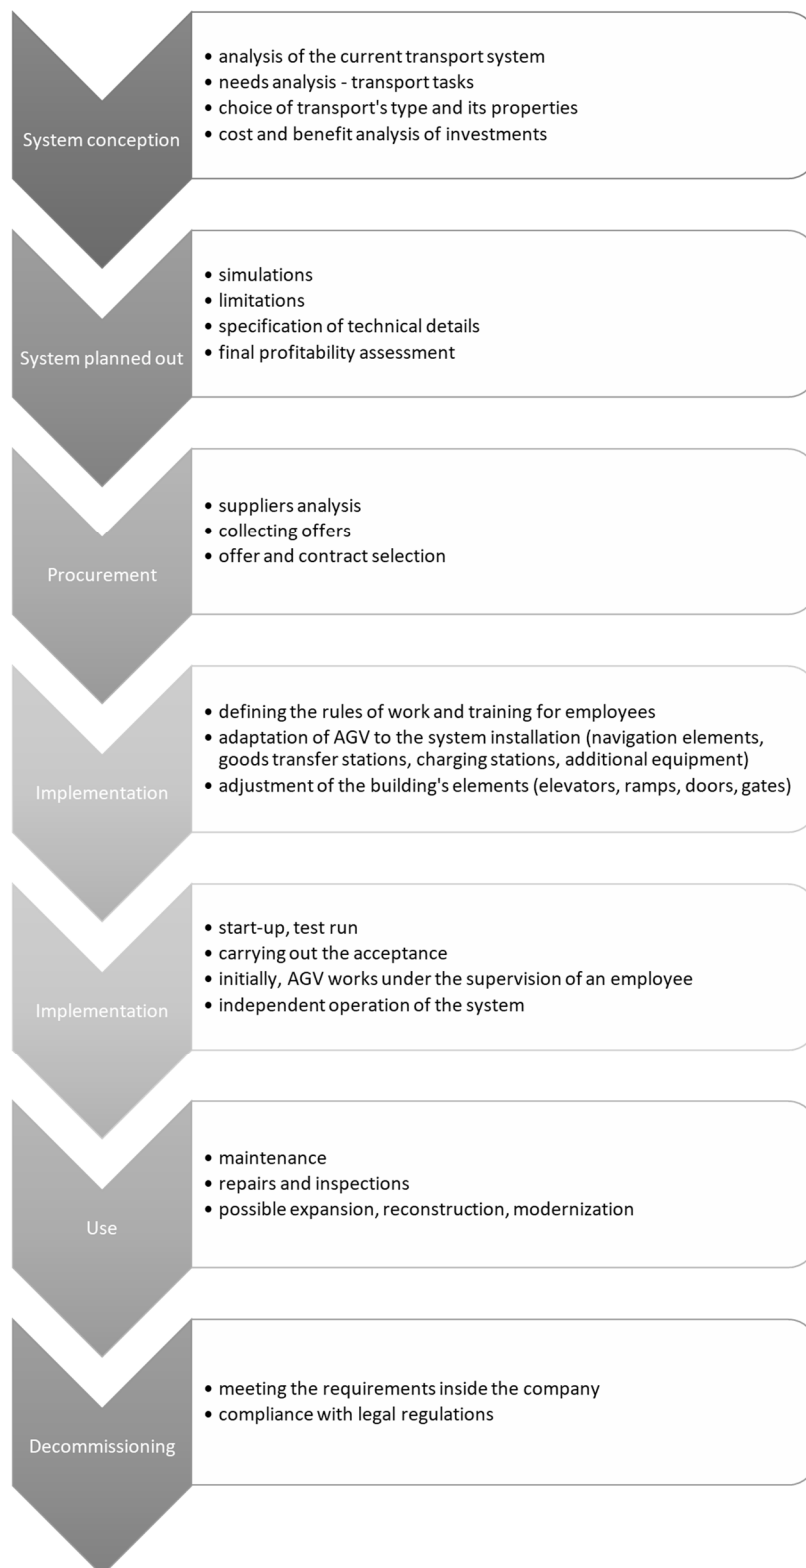 System conception
• analysis of the current transport system
• needs analysis - transport tasks
• choice of transport's type and its properties
• cost and benefit analysis of investments
System planned out
• simulations
• limitations
• specification of technical details
• final profitability assessment
Procurement
• suppliers analysis
• collecting offers
• offer and contract selection
Implementation
• defining the rules of work and training for employees
• adaptation of AGV to the system installation (navigation elements,
goods transfer stations, charging stations, additional equipment)
• adjustment of the building's elements (elevators, ramps, doors, gates)
Implementation
• start-up, test run
• carrying out the acceptance
• initially, AGV works under the supervision of an employee
• independent operation of the system
Use
• maintenance
• repairs and inspections
• possible expansion, reconstruction, modernization
Decommissioning
• meeting the requirements inside the company
• compliance with legal regulations